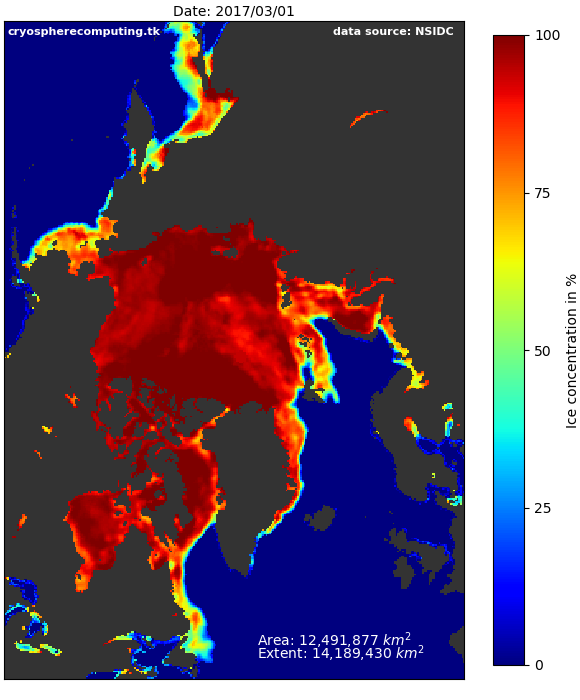 Date: 2017/03/01
cryospherecomputing.tk
data source: NSIDC
100
75
50
25
0
Ice concentration in %
Area: 12,491,877 km²
Extent: 14,189,430 km²